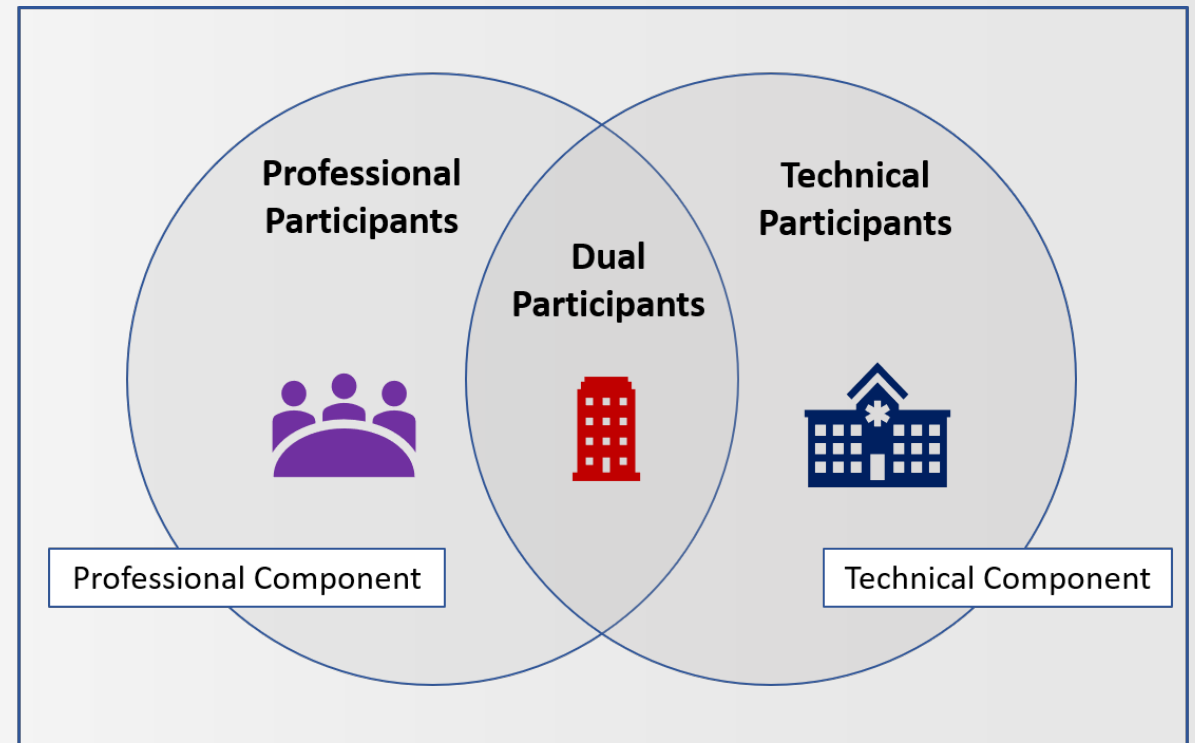 Professional
Participants
Technical
Participants
Dual
Participants
Professional Component
Technical Component